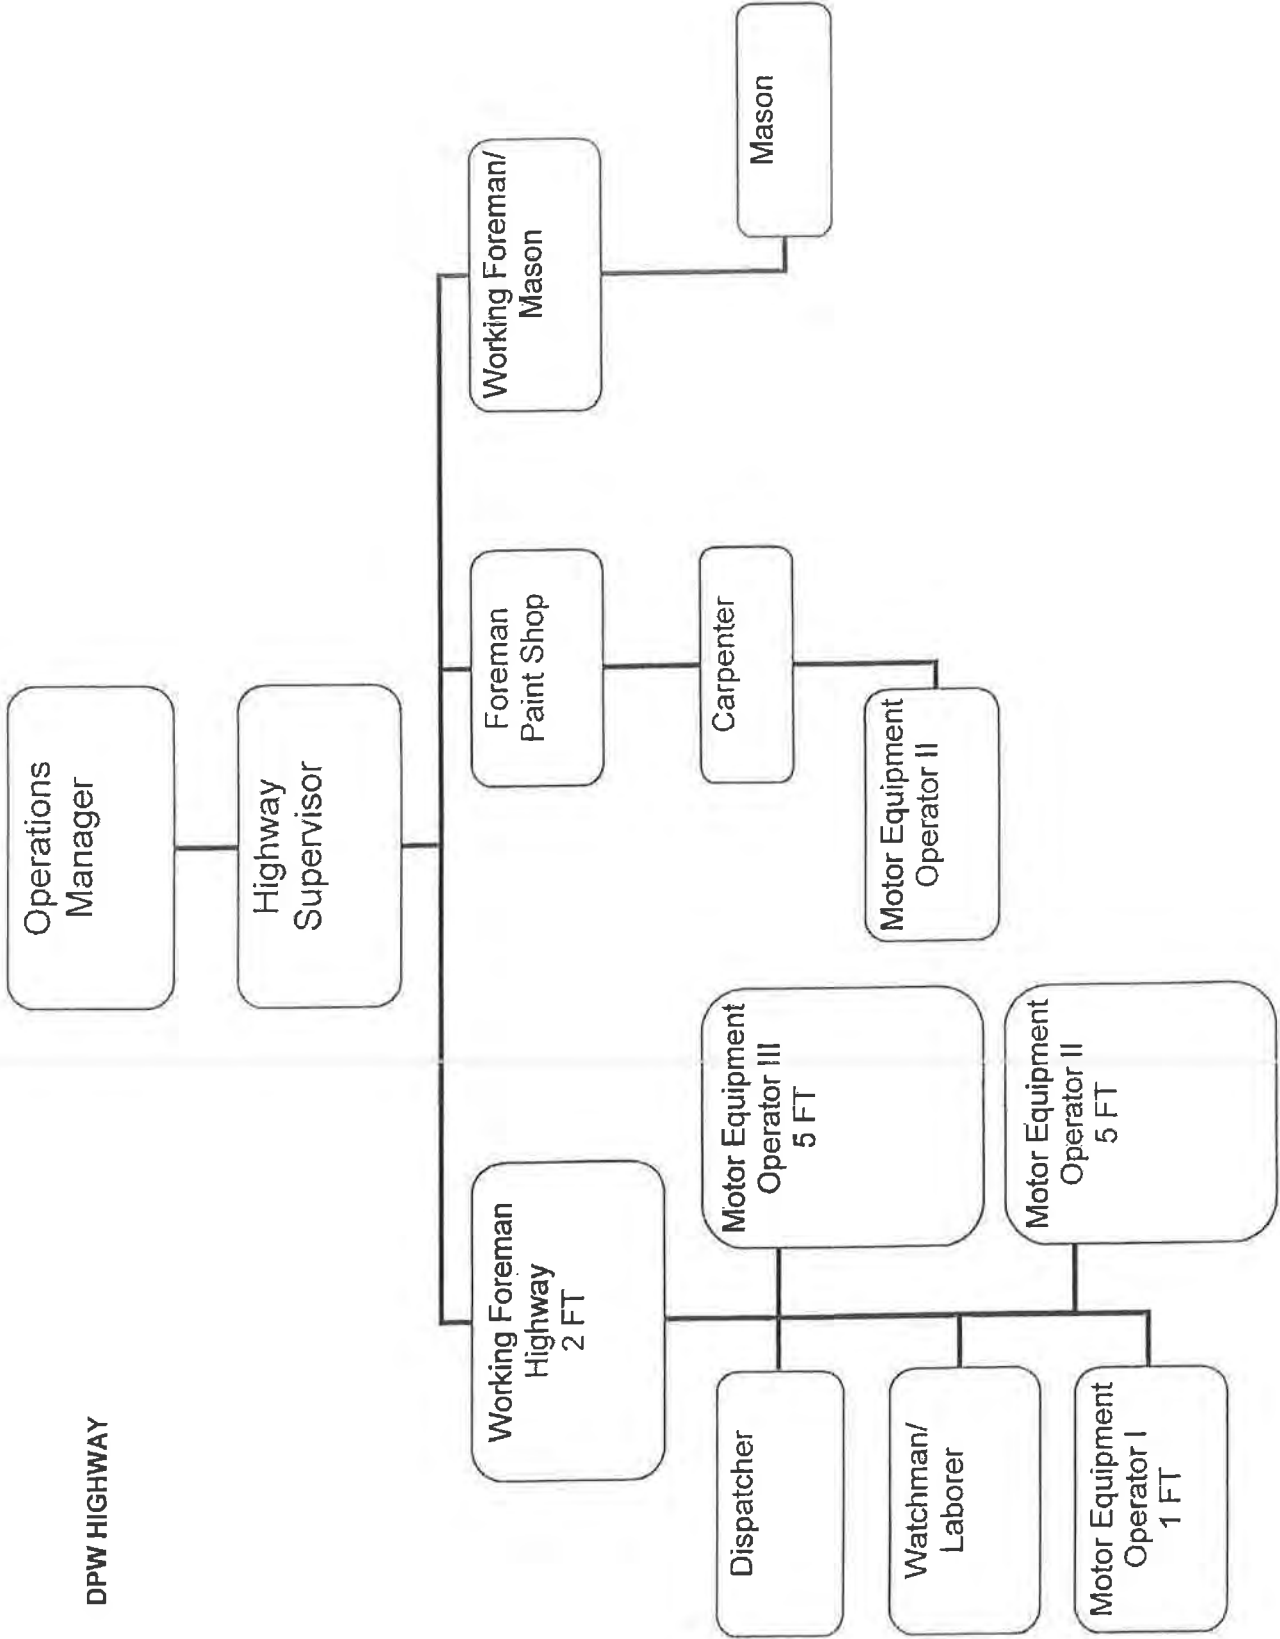 DPW HIGHWAY
Operations
Manager
Highway
Supervisor
Working Foreman
Highway
2 FT
Foreman
Paint Shop
Working Foreman/
Mason
Dispatcher
Motor Equipment
Operator III
5 FT
Carpenter
Mason
Watchman/
Laborer
Motor Equipment
Operator II
Motor Equipment
Operator I
1 FT
Motor Equipment
Operator II
5 FT